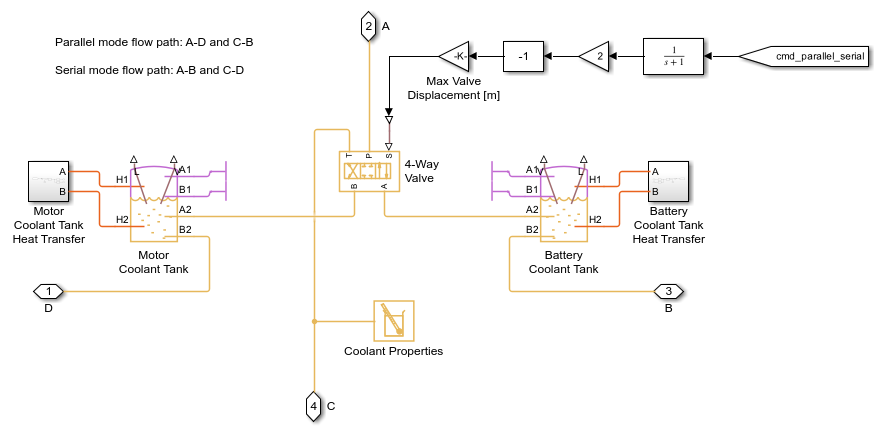 2 A
Parallel mode flow path: A-D and C-B
Serial mode flow path: A-B and C-D
-K-
-1
2
1
s+1
cmd_parallel_serial
Max Valve
Displacement [m]
T P S
B A
4-Way
Valve
A
B
H1
H2
L V
A1
B1
A2
B2
Motor
Coolant Tank
Heat Transfer
Motor
Coolant Tank
A1
B1
A2
B2
V L
H1
H2
A
B
Battery
Coolant Tank
Battery
Coolant Tank
Heat Transfer
1
D
3
B
Coolant Properties
4 C